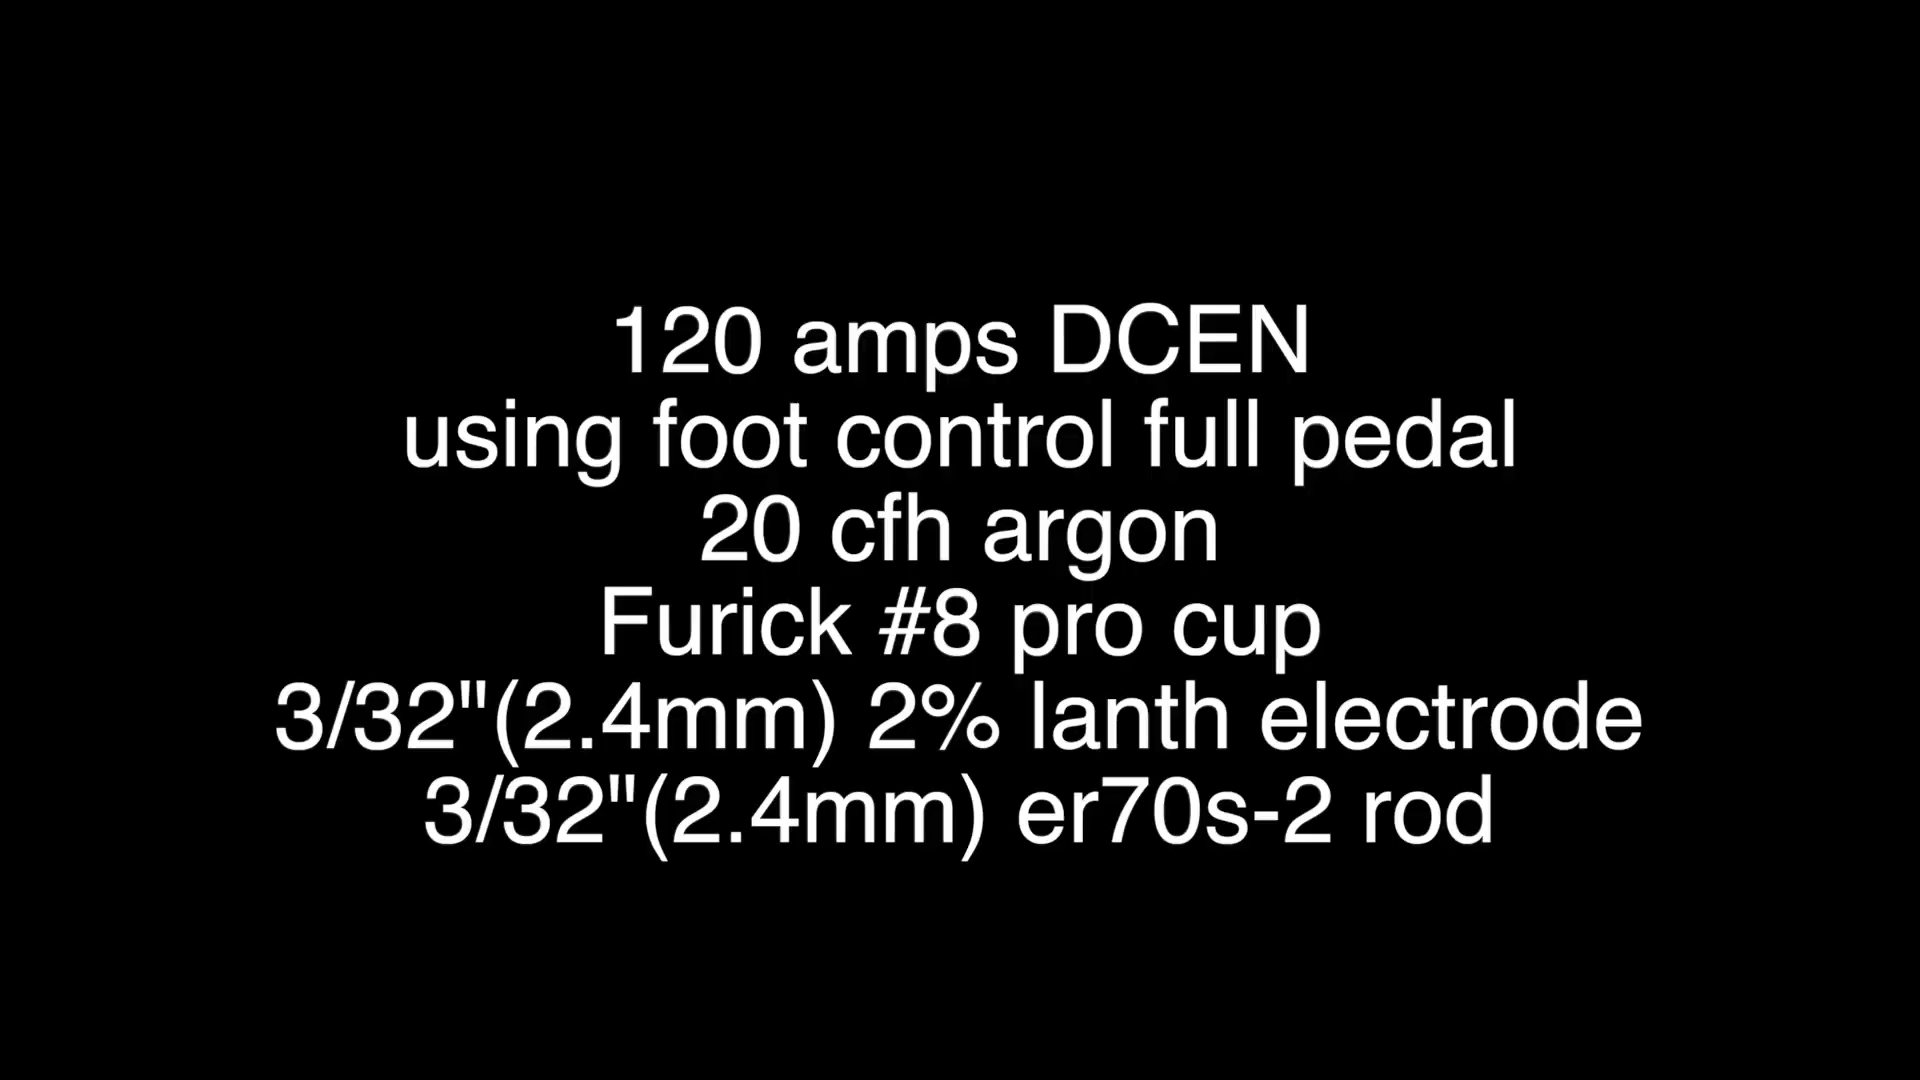 120 amps DCEN
using foot control full pedal
20 cfh argon
Furick #8 pro cup
3/32"(2.4mm) 2% lanth electrode
3/32"(2.4mm) er70s-2 rod